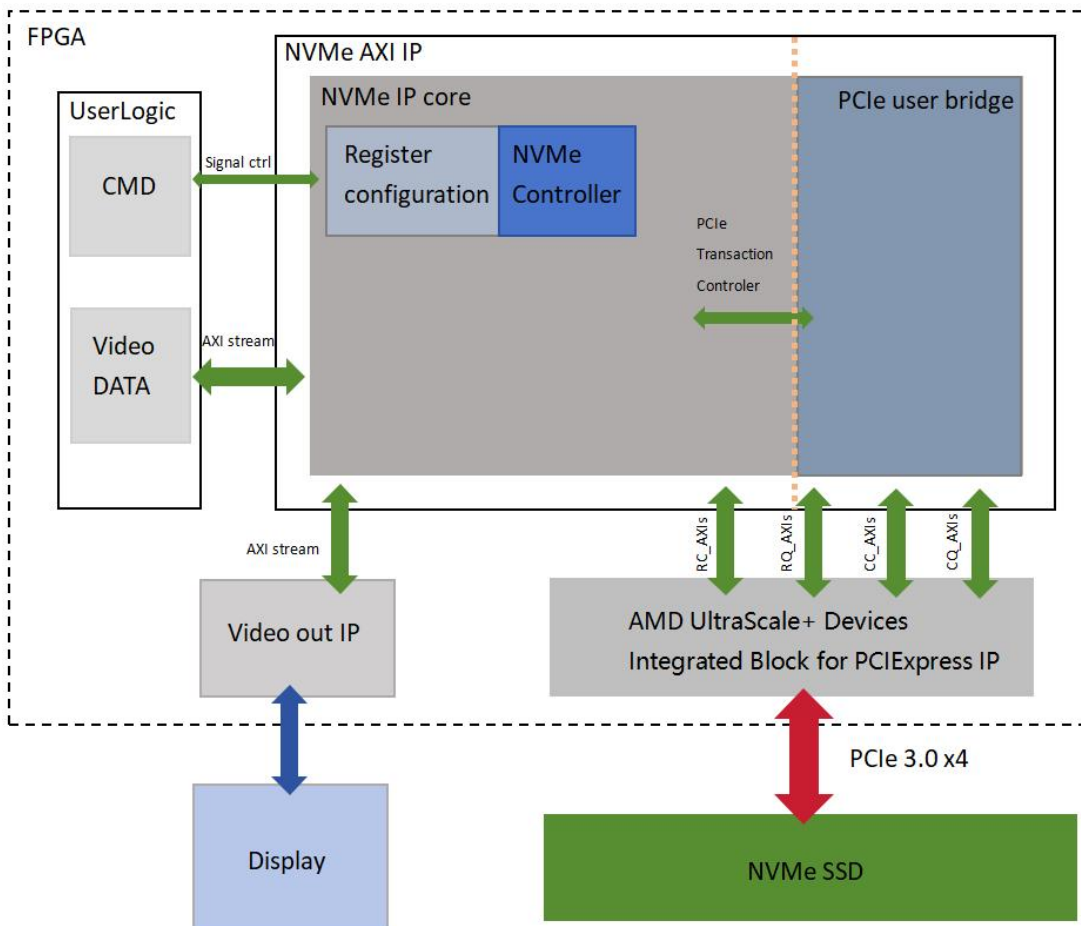 FPGA
NVMe AXI IP
NVMe IP core
PCIe user bridge
UserLogic
CMD
Signal ctrl
Register
configuration
NVMe
Controller
PCIe
Transaction
Controler
Video
DATA
AXI stream
AXI stream
RC_AXIs
RQ_AXIs
CC_AXIs
CQ_AXIs
Video out IP
AMD UltraScale+ Devices
Integrated Block for PCIExpress IP
PCIe 3.0 x4
Display
NVMe SSD